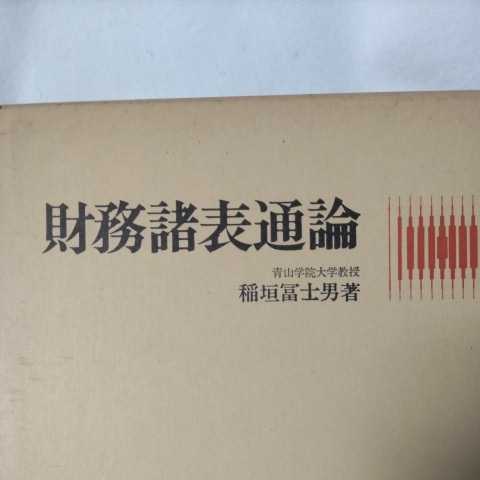 財務諸表通論
青山学院大学教授
稲垣冨士男著